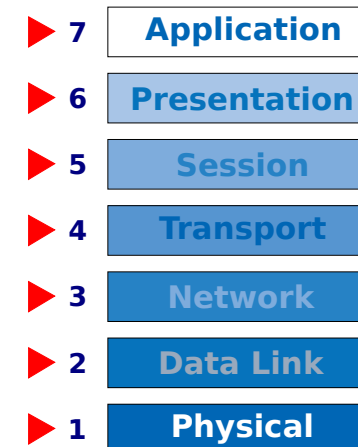 7 Application
6 Presentation
5 Session
4 Transport
3 Network
2 Data Link
1 Physical